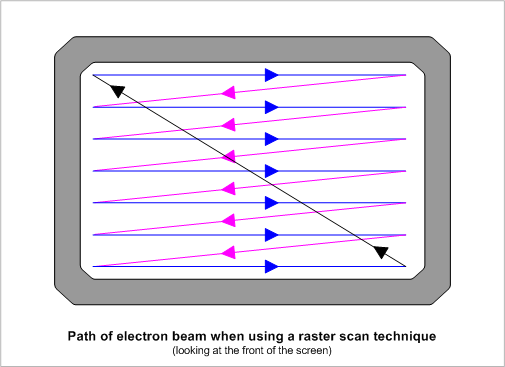 Path of electron beam when using a raster scan technique
(looking at the front of the screen)